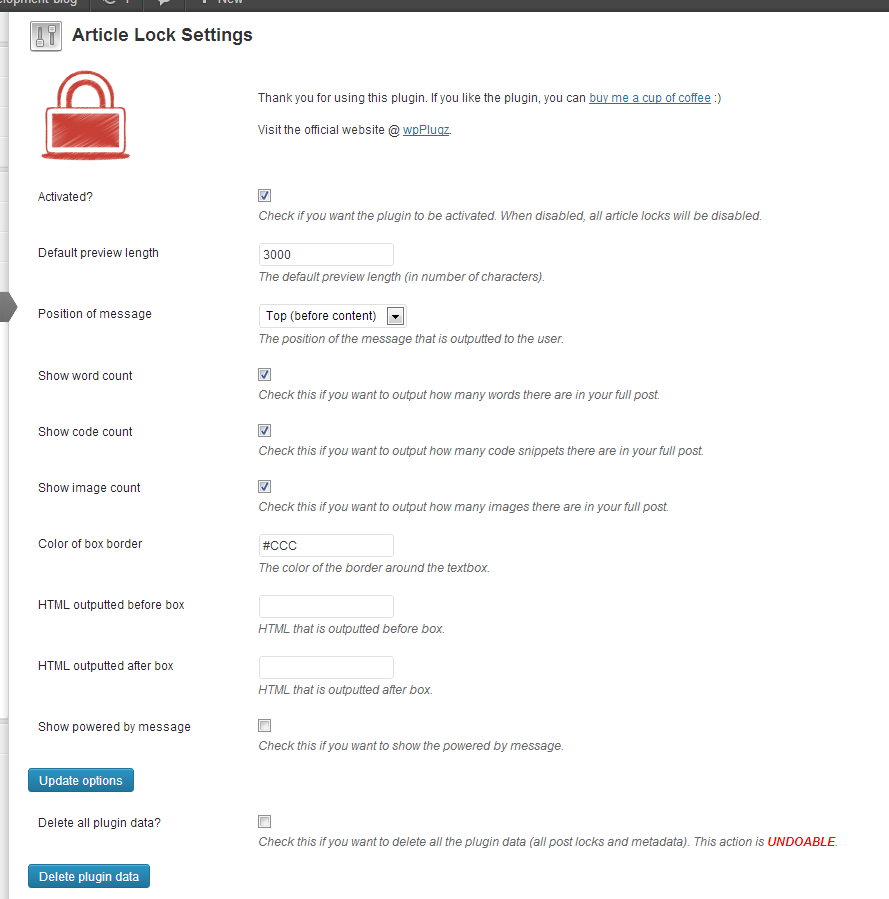 elopment-blog 1 + New
Article Lock Settings
Thank you for using this plugin. If you like the plugin, you can buy me a cup of coffee :)
Visit the official website @ wpPlugz.
Activated?
Check if you want the plugin to be activated. When disabled, all article locks will be disabled.
Default preview length
3000
The default preview length (in number of characters).
Position of message
Top (before content)
The position of the message that is outputted to the user.
Show word count
Check this if you want to output how many words there are in your full post.
Show code count
Check this if you want to output how many code snippets there are in your full post.
Show image count
Check this if you want to output how many images there are in your full post.
Color of box border
#CCC
The color of the border around the textbox.
HTML outputted before box
HTML that is outputted before box.
HTML outputted after box
HTML that is outputted after box.
Show powered by message
Check this if you want to show the powered by message.
Update options
Delete all plugin data?
Check this if you want to delete all the plugin data (all post locks and metadata). This action is UNDOABLE.
Delete plugin data